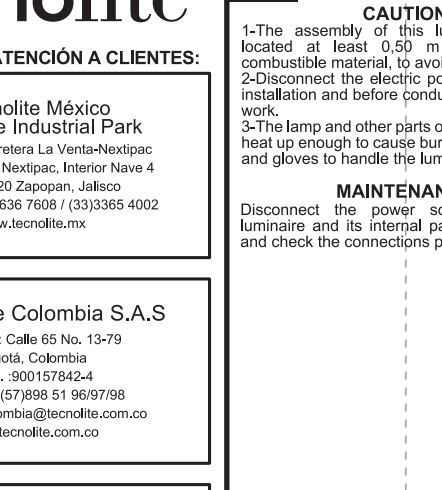 nolite
ATENCIÓN A CLIENTES:
nolite México
e Industrial Park
retera La Venta-Nextipac
Nextipac, Interior Nave 4
20 Zapopan, Jalisco
636 7608 / (33)3365 4002
w.tecnolite.mx
e Colombia S.A.S
: Calle 65 No. 13-79
gotá, Colombia
. :900157842-4
(57)898 51 96/97/98
ombia@tecnolite.com.co
tecnolite.com.co
CAUTION
1-The assembly of this lu
located at least 0,50 m
combustible material, to avoi
2-Disconnect the electric po
installation and before condu
work.
3-The lamp and other parts o
heat up enough to cause bur
and gloves to handle the lum
MAINTENAN
Disconnect the power so
luminaire and its internal pa
and check the connections p